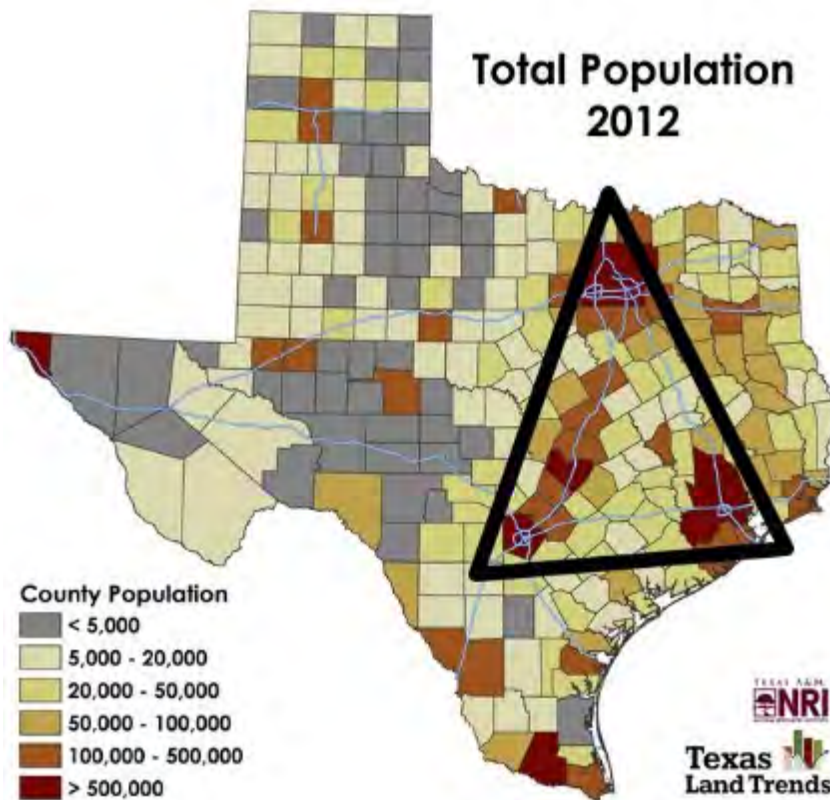 Total Population
2012
County Population
< 5,000
5,000 - 20,000
20,000 - 50,000
50,000 - 100,000
100,000 - 500,000
> 500,000
TEXAS A&M
NRI
Texas
Land Trends